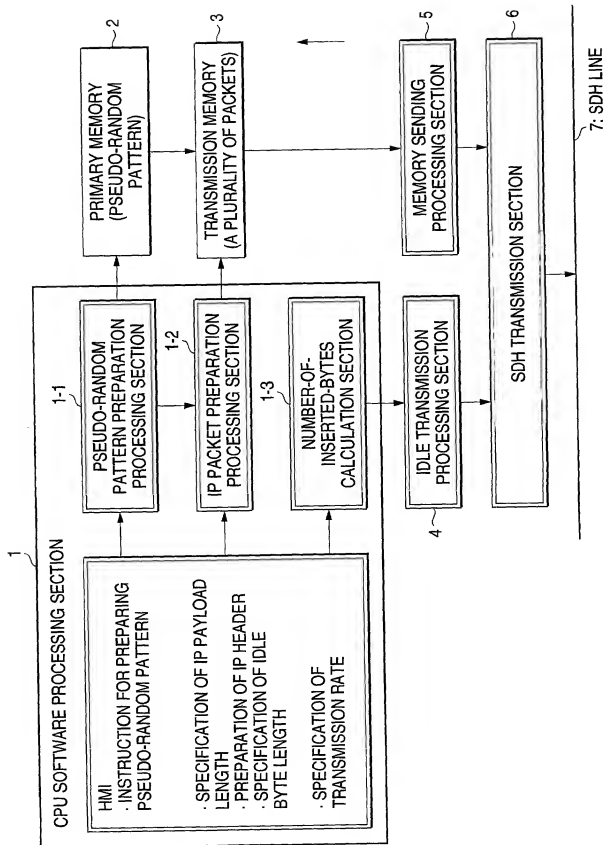 1
CPU SOFTWARE PROCESSING SECTION
HMI
· INSTRUCTION FOR PREPARING
PSEUDO-RANDOM PATTERN
· SPECIFICATION OF IP PAYLOAD
LENGTH
· PREPARATION OF IP HEADER
· SPECIFICATION OF IDLE
BYTE LENGTH
· SPECIFICATION OF
TRANSMISSION RATE
1-1
PSEUDO-RANDOM
PATTERN PREPARATION
PROCESSING SECTION
1-2
IP PACKET PREPARATION
PROCESSING SECTION
1-3
NUMBER-OF-
INSERTED-BYTES
CALCULATION SECTION
2
PRIMARY MEMORY
(PSEUDO-RANDOM
PATTERN)
3
TRANSMISSION MEMORY
(A PLURALITY OF PACKETS)
4
IDLE TRANSMISSION
PROCESSING SECTION
5
MEMORY SENDING
PROCESSING SECTION
6
SDH TRANSMISSION SECTION
7: SDH LINE